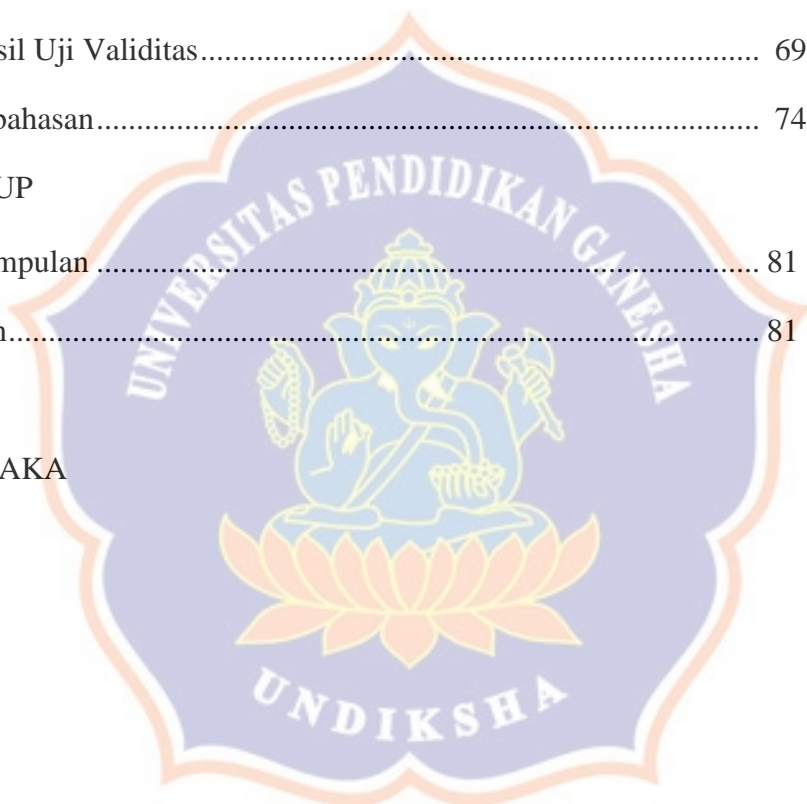 sil Uji Validitas.......................................................................... 69
bahasan..................................................................................... 74
UP
mpulan ..................................................................................... 81
n................................................................................................ 81
AKA
UNIVERSITAS PENDIDIKAN GANESHA
UNDIKSHA